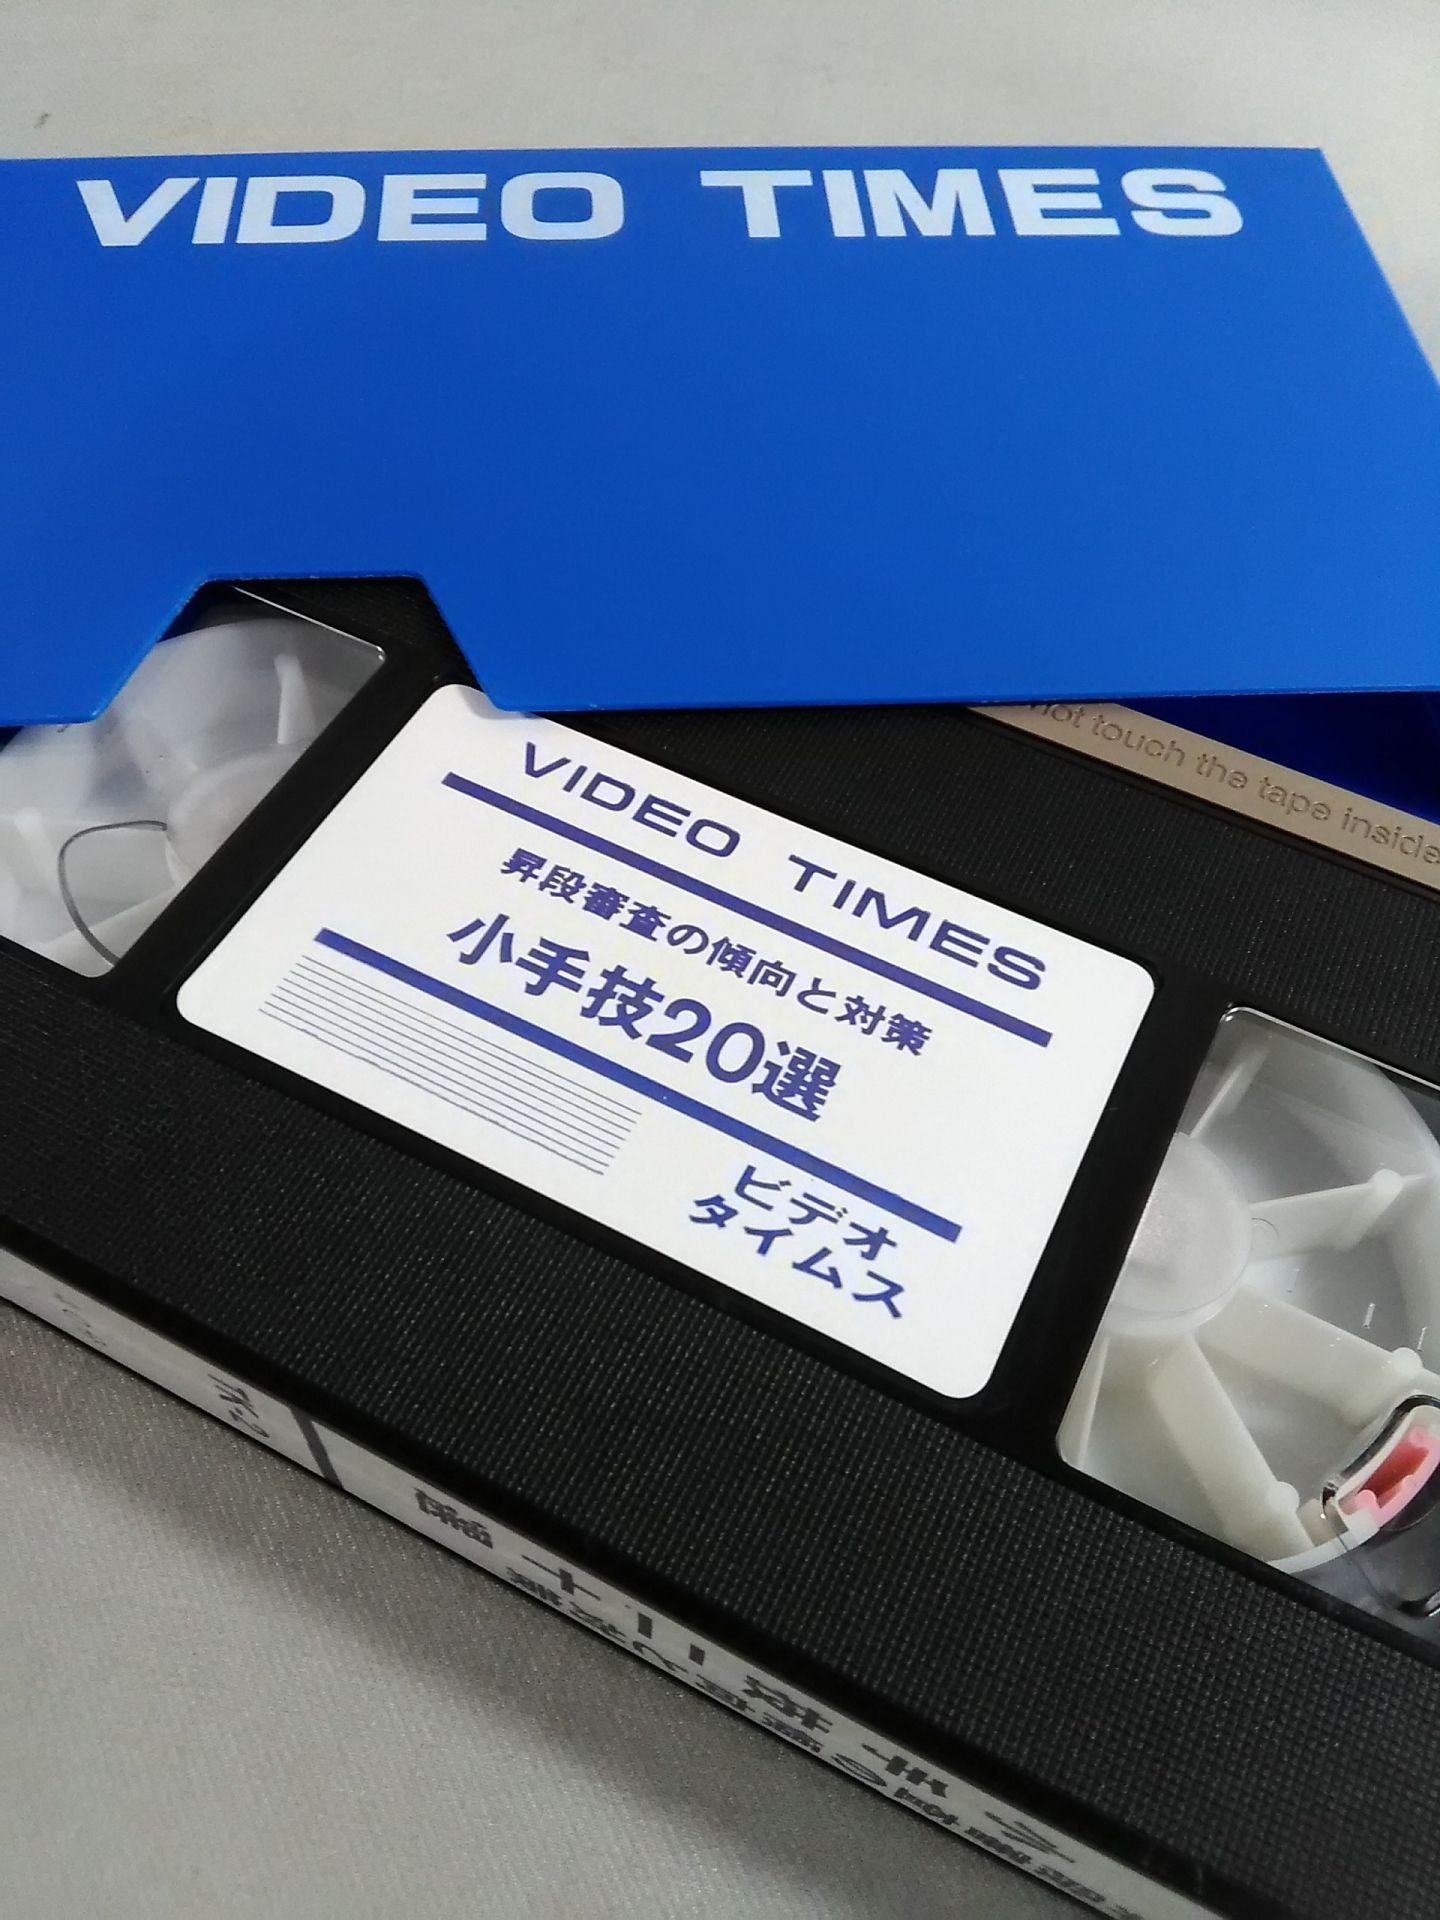 VIDEO TIMES
not touch the tape inside
VIDEO TIMES
昇段審査の傾向と対策
小手技20選
ビデオ
タイムス